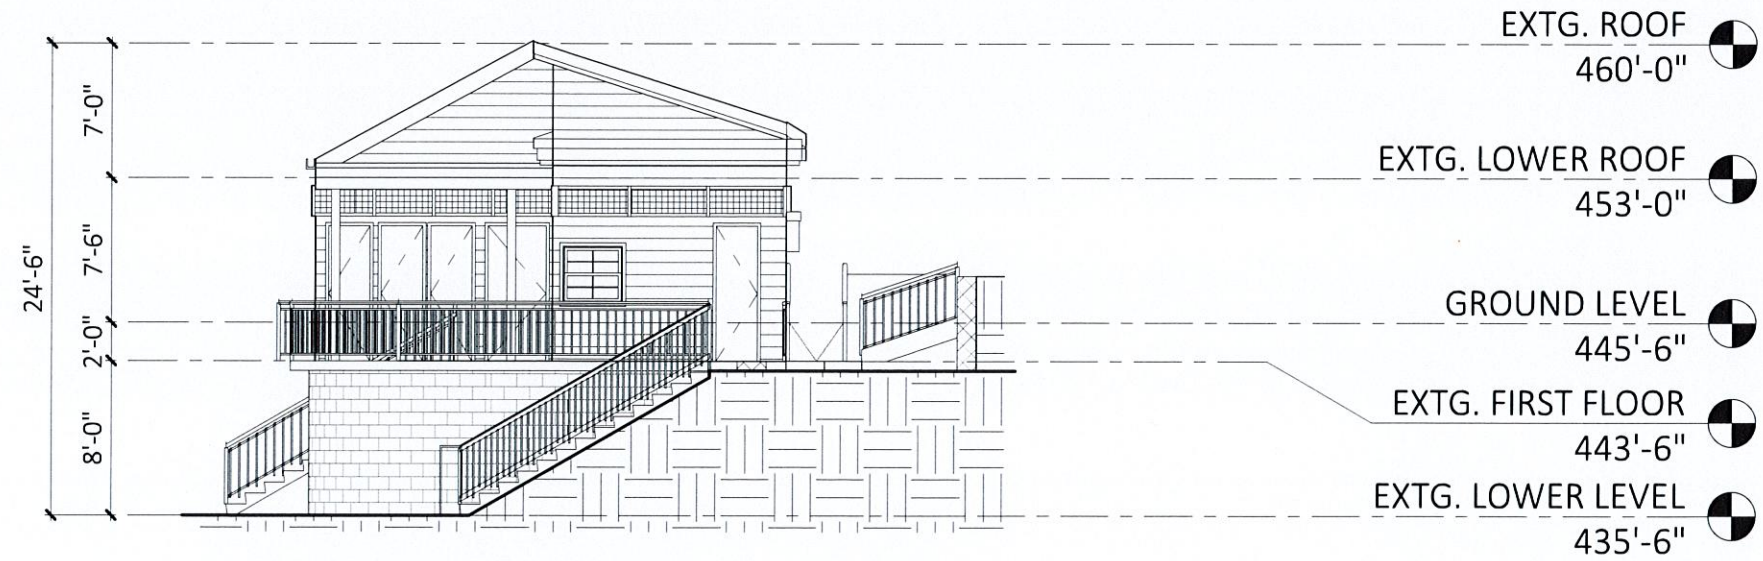 EXTG. ROOF
460'-0"
7'-0"
EXTG. LOWER ROOF
453'-0"
7'-6"
24'-6"
GROUND LEVEL
445'-6"
2'-0"
EXTG. FIRST FLOOR
443'-6"
8'-0"
EXTG. LOWER LEVEL
435'-6"